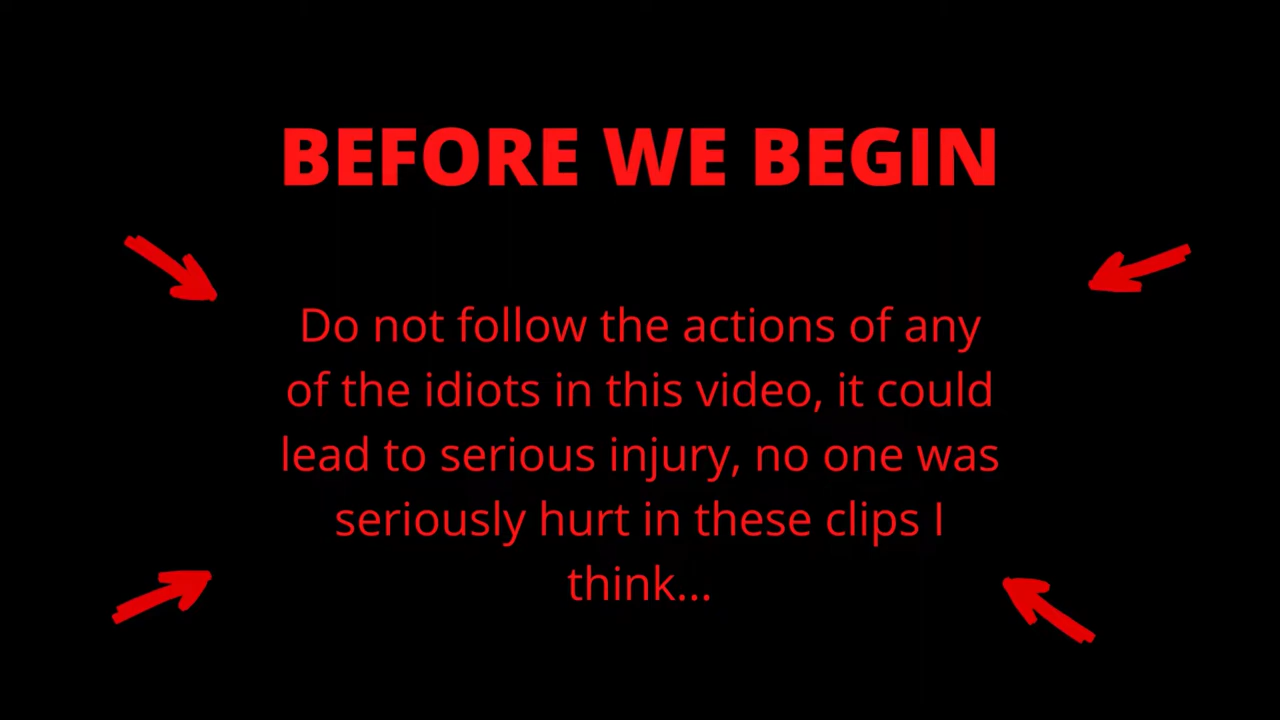 BEFORE WE BEGIN
Do not follow the actions of any
of the idiots in this video, it could
lead to serious injury, no one was
seriously hurt in these clips I
think...